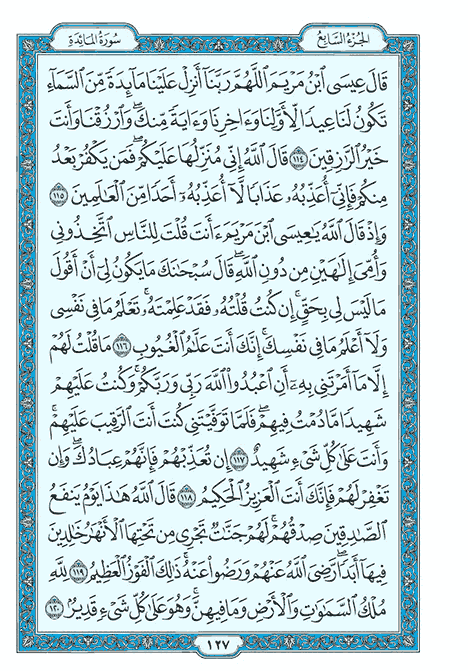 الجزء السابع
سورة المائدة
قَالَ عِيسَى ٱبْنُ مَرْيَمَ ٱللَّهُمَّ رَبَّنَآ أَنزِلْ عَلَيْنَا مَآئِدَةً مِّنَ ٱلسَّمَآءِ
تَكُونُ لَنَا عِيدًا لِّأَوَّلِنَا وَءَاخِرِنَا وَءَايَةً مِّنكَۖ وَٱرْزُقْنَا وَأَنتَ
خَيْرُ ٱلرَّٰزِقِينَ ١١٤ قَالَ ٱللَّهُ إِنِّى مُنَزِّلُهَا عَلَيْكُمْۖ فَمَن يَكْفُرْ بَعْدُ
مِنكُمْ فَإِنِّىٓ أُعَذِّبُهُۥ عَذَابًا لَّآ أُعَذِّبُهُۥٓ أَحَدًا مِّنَ ٱلْعَٰلَمِينَ ١١٥
وَإِذْ قَالَ ٱللَّهُ يَٰعِيسَى ٱبْنَ مَرْيَمَ ءَأَنتَ قُلْتَ لِلنَّاسِ ٱتَّخِذُونِى
وَأُمِّىَ إِلَٰهَيْنِ مِن دُونِ ٱللَّهِۖ قَالَ سُبْحَٰنَكَ مَا يَكُونُ لِىٓ أَنْ أَقُولَ
مَا لَيْسَ لِى بِحَقٍّۚ إِن كُنتُ قُلْتُهُۥ فَقَدْ عَلِمْتَهُۥۚ تَعْلَمُ مَا فِى نَفْسِى
وَلَآ أَعْلَمُ مَا فِى نَفْسِكَۚ إِنَّكَ أَنتَ عَلَّٰمُ ٱلْغُيُوبِ ١١٦ مَا قُلْتُ لَهُمْ
إِلَّا مَآ أَمَرْتَنِى بِهِۦٓ أَنِ ٱعْبُدُوا۟ ٱللَّهَ رَبِّى وَرَبَّكُمْۚ وَكُنتُ عَلَيْهِمْ
شَهِيدًا مَّا دُمْتُ فِيهِمْۖ فَلَمَّا تَوَفَّيْتَنِى كُنتَ أَنتَ ٱلرَّقِيبَ عَلَيْهِمْۚ
وَأَنتَ عَلَىٰ كُلِّ شَىْءٍ شَهِيدٌ ١١٧ إِن تُعَذِّبْهُمْ فَإِنَّهُمْ عِبَادُكَۖ وَإِن
تَغْفِرْ لَهُمْ فَإِنَّكَ أَنتَ ٱلْعَزِيزُ ٱلْحَكِيمُ ١١٨ قَالَ ٱللَّهُ هَٰذَا يَوْمُ يَنفَعُ
ٱلصَّٰدِقِينَ صِدْقُهُمْۚ لَهُمْ جَنَّٰتٌ تَجْرِى مِن تَحْتِهَا ٱلْأَنْهَٰرُ خَٰلِدِينَ
فِيهَآ أَبَدًاۚ رَّضِىَ ٱللَّهُ عَنْهُمْ وَرَضُوا۟ عَنْهُۚ ذَٰلِكَ ٱلْفَوْزُ ٱلْعَظِيمُ ١١٩ لِلَّهِ
مُلْكُ ٱلسَّمَٰوَٰتِ وَٱلْأَرْضِ وَمَا فِيهِنَّۚ وَهُوَ عَلَىٰ كُلِّ شَىْءٍ قَدِيرٌۢ ١٢٠
١٢٧